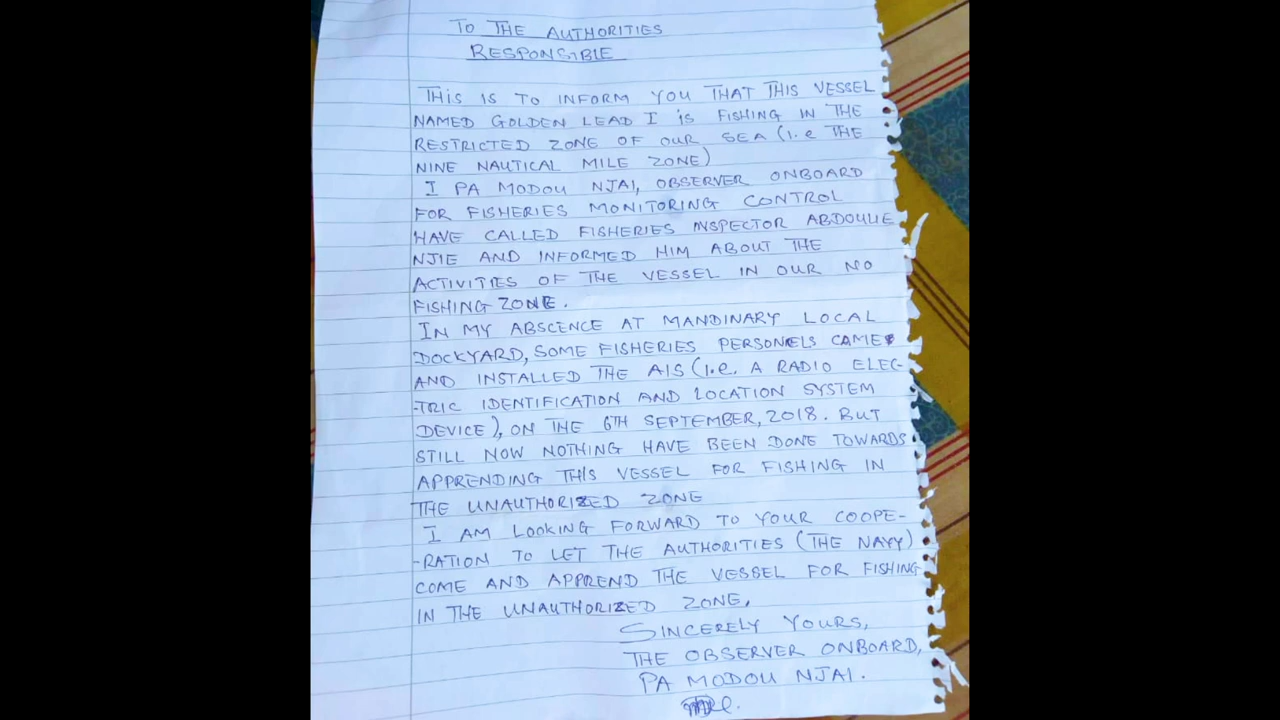 TO THE AUTHORITIES
RESPONSIBLE
THIS IS TO INFORM YOU THAT THIS VESSEL
NAMED GOLDEN LEAD I IS FISHING IN THE
RESTRICTED ZONE OF OUR SEA (I.e THE
NINE NAUTICAL MILE ZONE)
I PA MODOU NJAI, OBSERVER ONBOARD
FOR FISHERIES MONITORING CONTROL
HAVE CALLED FISHERIES INSPECTOR ABDOULIE
NJIE AND INFORMED HIM ABOUT THE
ACTIVITIES OF THE VESSEL IN OUR NO
FISHING ZONE.
IN MY ABSCENCE AT MANDINARY LOCAL
DOCKYARD, SOME FISHERIES PERSONELS CAME
AND INSTALLED THE AIS (I.e. A RADIO ELEC-
-TRIC IDENTIFICATION AND LOCATION SYSTEM
DEVICE), ON THE 6TH SEPTEMBER, 2018. BUT
STILL NOW NOTHING HAVE BEEN DONE TOWARDS
APPRENDING THIS VESSEL FOR FISHING IN
THE UNAUTHORIZED ZONE
I AM LOOKING FORWARD TO YOUR COOPE-
-RATION TO LET THE AUTHORITIES (THE NAVY)
COME AND APPREND THE VESSEL FOR FISHING
IN THE UNAUTHORIZED ZONE,
SINCERELY YOURS,
THE OBSERVER ONBOARD,
PA MODOU NJAI.